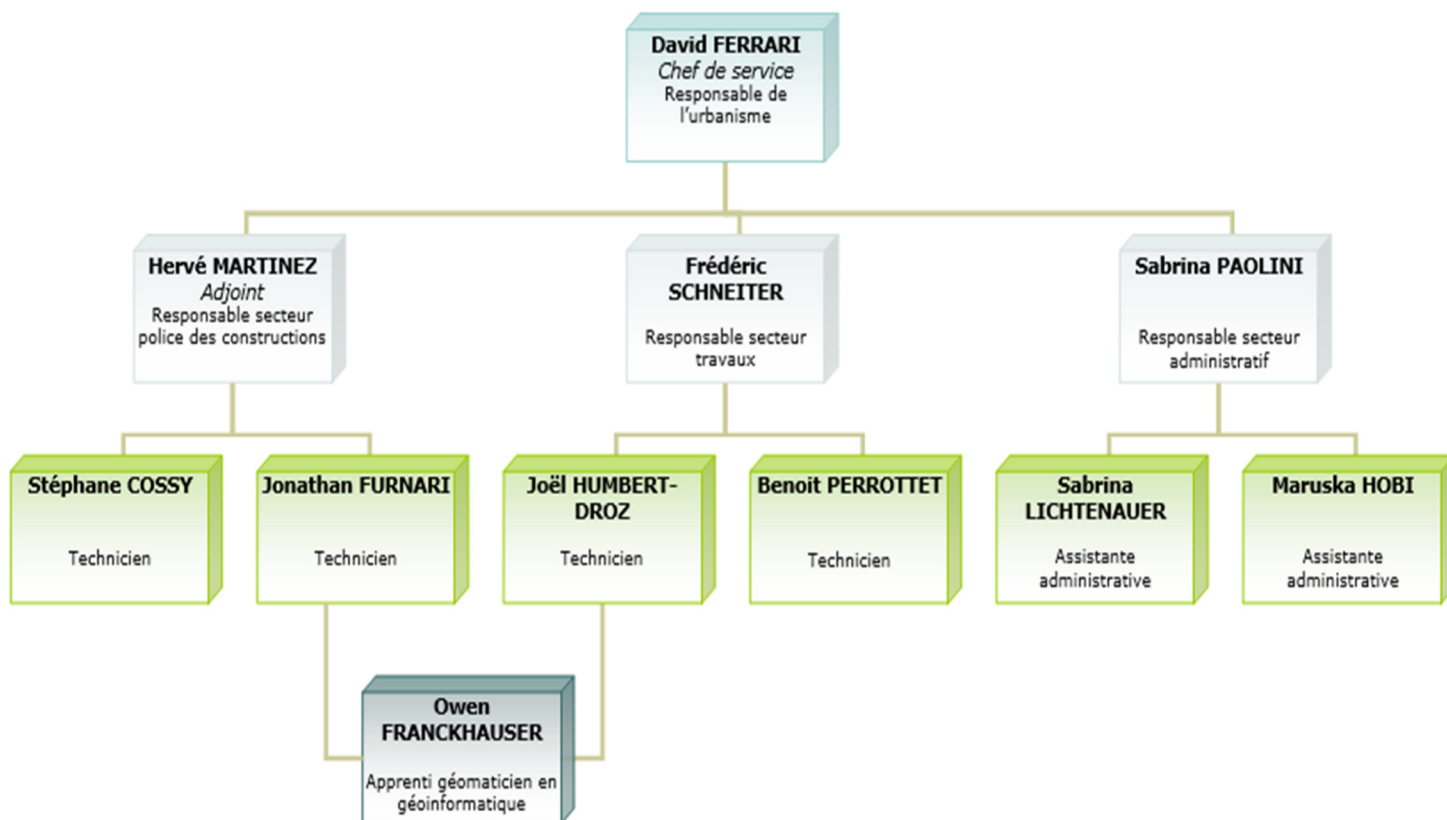 David FERRARI
Chef de service
Responsable de
l'urbanisme
Hervé MARTINEZ
Adjoint
Responsable secteur
police des constructions
Frédéric
SCHNEITER
Responsable secteur
travaux
Sabrina PAOLINI
Responsable secteur
administratif
Stéphane COSSY
Technicien
Jonathan FURNARI
Technicien
Joël HUMBERT-
DROZ
Technicien
Benoit PERROTTET
Technicien
Sabrina
LICHTENAUER
Assistante
administrative
Maruska HOBI
Assistante
administrative
Owen
FRANCKHAUSER
Apprenti géomaticien en
géoinformatique